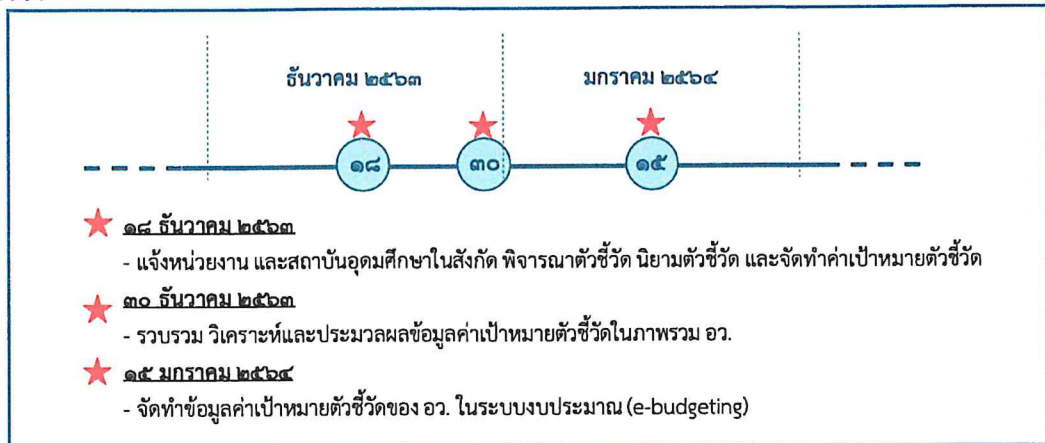 ธันวาคม ๒๕๖๓ มกราคม ๒๕๖๔
๑๘ ๓๐ ๑๕
๑๘ ธันวาคม ๒๕๖๓
- แจ้งหน่วยงาน และสถาบันอุดมศึกษาในสังกัด พิจารณาตัวชี้วัด นิยามตัวชี้วัด และจัดทำค่าเป้าหมายตัวชี้วัด
๓๐ ธันวาคม ๒๕๖๓
- รวบรวม วิเคราะห์และประมวลผลข้อมูลค่าเป้าหมายตัวชี้วัดในภาพรวม อว.
๑๕ มกราคม ๒๕๖๔
- จัดทำข้อมูลค่าเป้าหมายตัวชี้วัดของ อว. ในระบบงบประมาณ (e-budgeting)